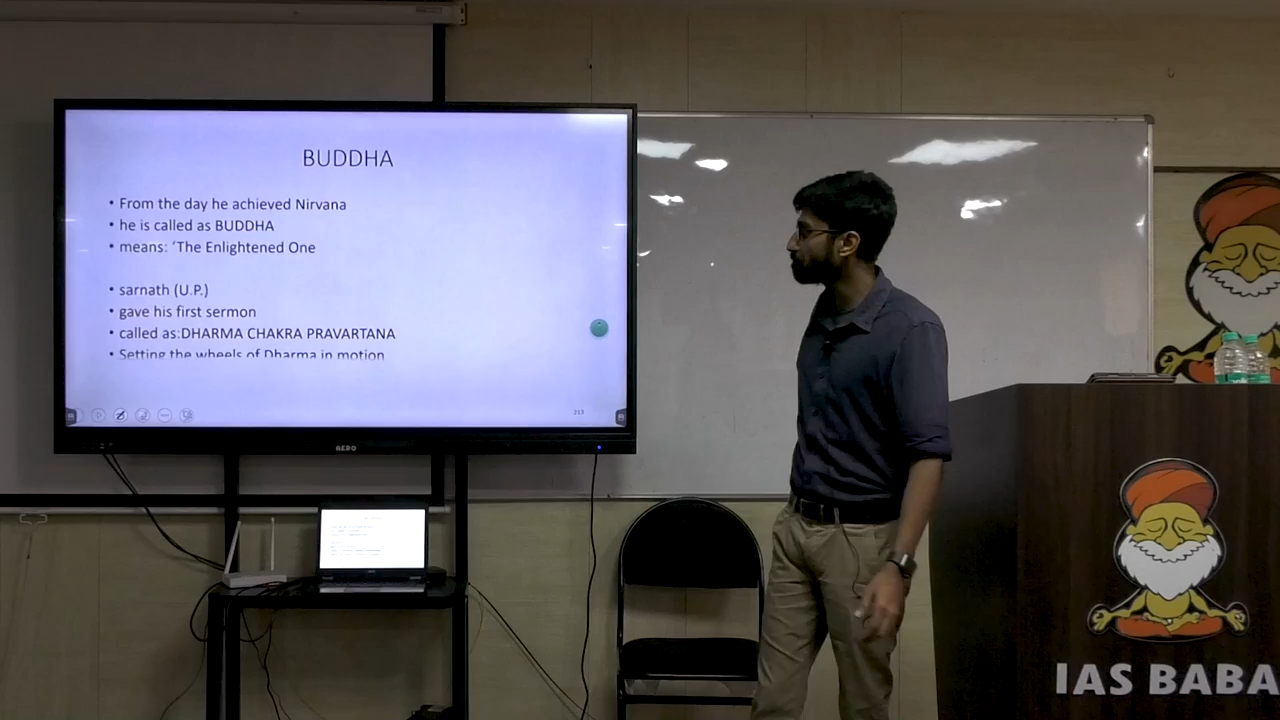 BUDDHA
• From the day he achieved Nirvana
• he is called as BUDDHA
• means: ‘The Enlightened One
• sarnath (U.P.)
• gave his first sermon
• called as:DHARMA CHAKRA PRAVARTANA
• Setting the wheels of Dharma in motion
213
IAS BABA